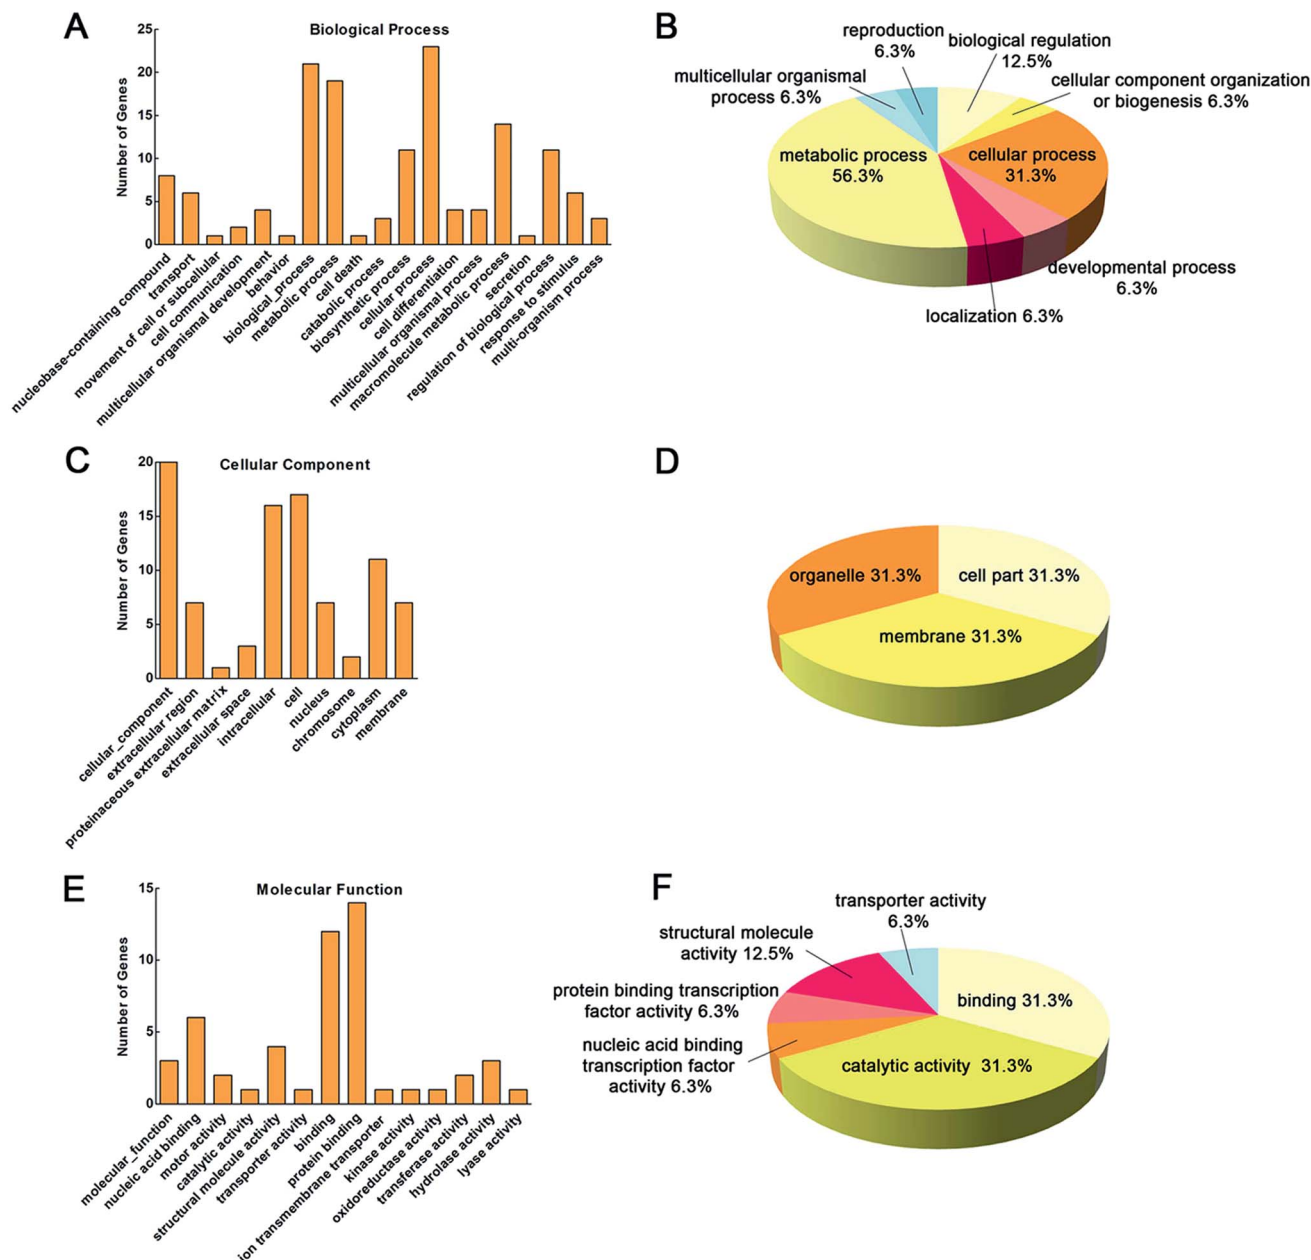 A
Biological Process
Number of Genes
25
20
15
10
5
0
nucleobase-containing compound
transport
movement of cell or subcellular
cell communication
multicellular organismal development
behavior
biological_process
metabolic process
cell death
catabolic process
biosynthetic process
cellular process
cell differentiation
multicellular organismal process
macromolecule metabolic process
secretion
regulation of biological process
response to stimulus
multi-organism process
B
reproduction
6.3%
biological regulation
12.5%
multicellular organismal
process 6.3%
cellular component organization
or biogenesis 6.3%
metabolic process
56.3%
cellular process
31.3%
developmental process
6.3%
localization 6.3%
C
Cellular Component
Number of Genes
20
15
10
5
0
cellular_component
extracellular region
proteinaceous extracellular matrix
extracellular space
intracellular
cell
nucleus
chromosome
cytoplasm
membrane
D
organelle 31.3%
cell part 31.3%
membrane 31.3%
E
Molecular Function
Number of Genes
15
10
5
0
molecular_function
nucleic acid binding
motor activity
catalytic activity
structural molecule activity
transporter activity
binding
protein binding
ion transmembrane transporter
kinase activity
oxidoreductase activity
transferase activity
hydrolase activity
lyase activity
F
transporter activity
6.3%
structural molecule
activity 12.5%
protein binding transcription
factor activity 6.3%
nucleic acid binding
transcription factor
activity 6.3%
binding 31.3%
catalytic activity 31.3%